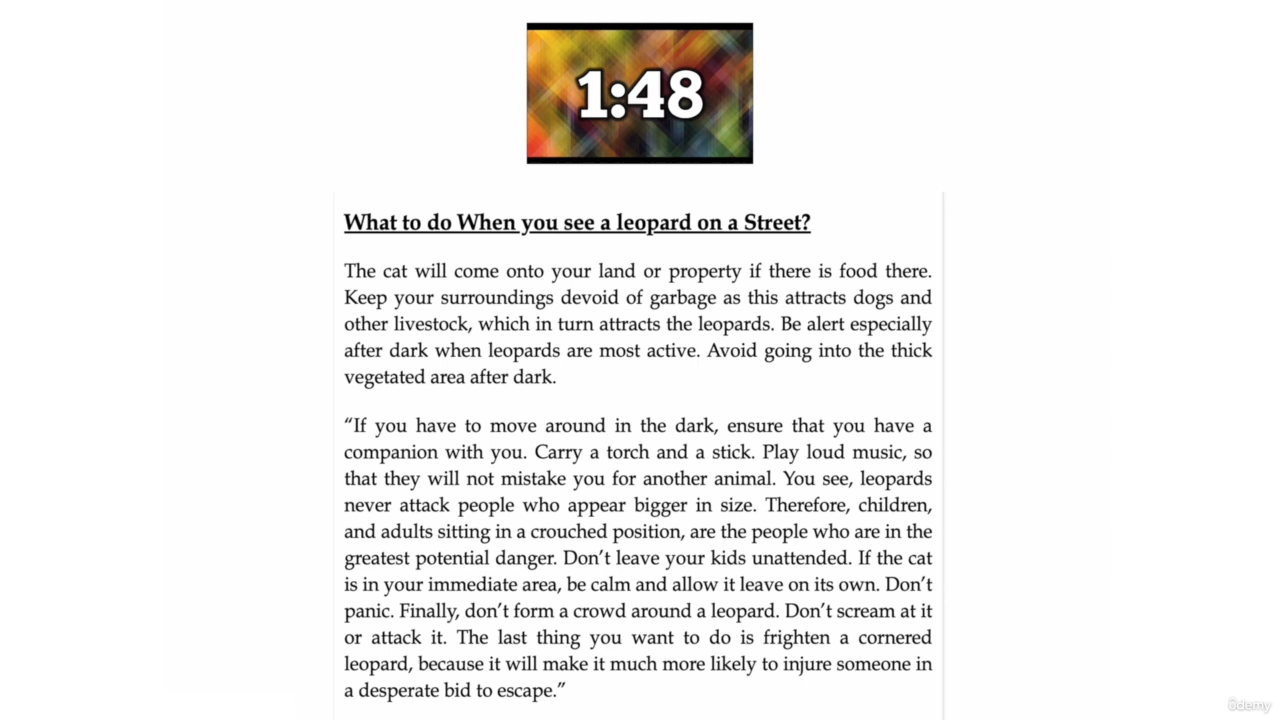 1:48
What to do When you see a leopard on a Street?
The cat will come onto your land or property if there is food there.
Keep your surroundings devoid of garbage as this attracts dogs and
other livestock, which in turn attracts the leopards. Be alert especially
after dark when leopards are most active. Avoid going into the thick
vegetated area after dark.
“If you have to move around in the dark, ensure that you have a
companion with you. Carry a torch and a stick. Play loud music, so
that they will not mistake you for another animal. You see, leopards
never attack people who appear bigger in size. Therefore, children,
and adults sitting in a crouched position, are the people who are in the
greatest potential danger. Don’t leave your kids unattended. If the cat
is in your immediate area, be calm and allow it leave on its own. Don’t
panic. Finally, don’t form a crowd around a leopard. Don’t scream at it
or attack it. The last thing you want to do is frighten a cornered
leopard, because it will make it much more likely to injure someone in
a desperate bid to escape.”
ûdemy